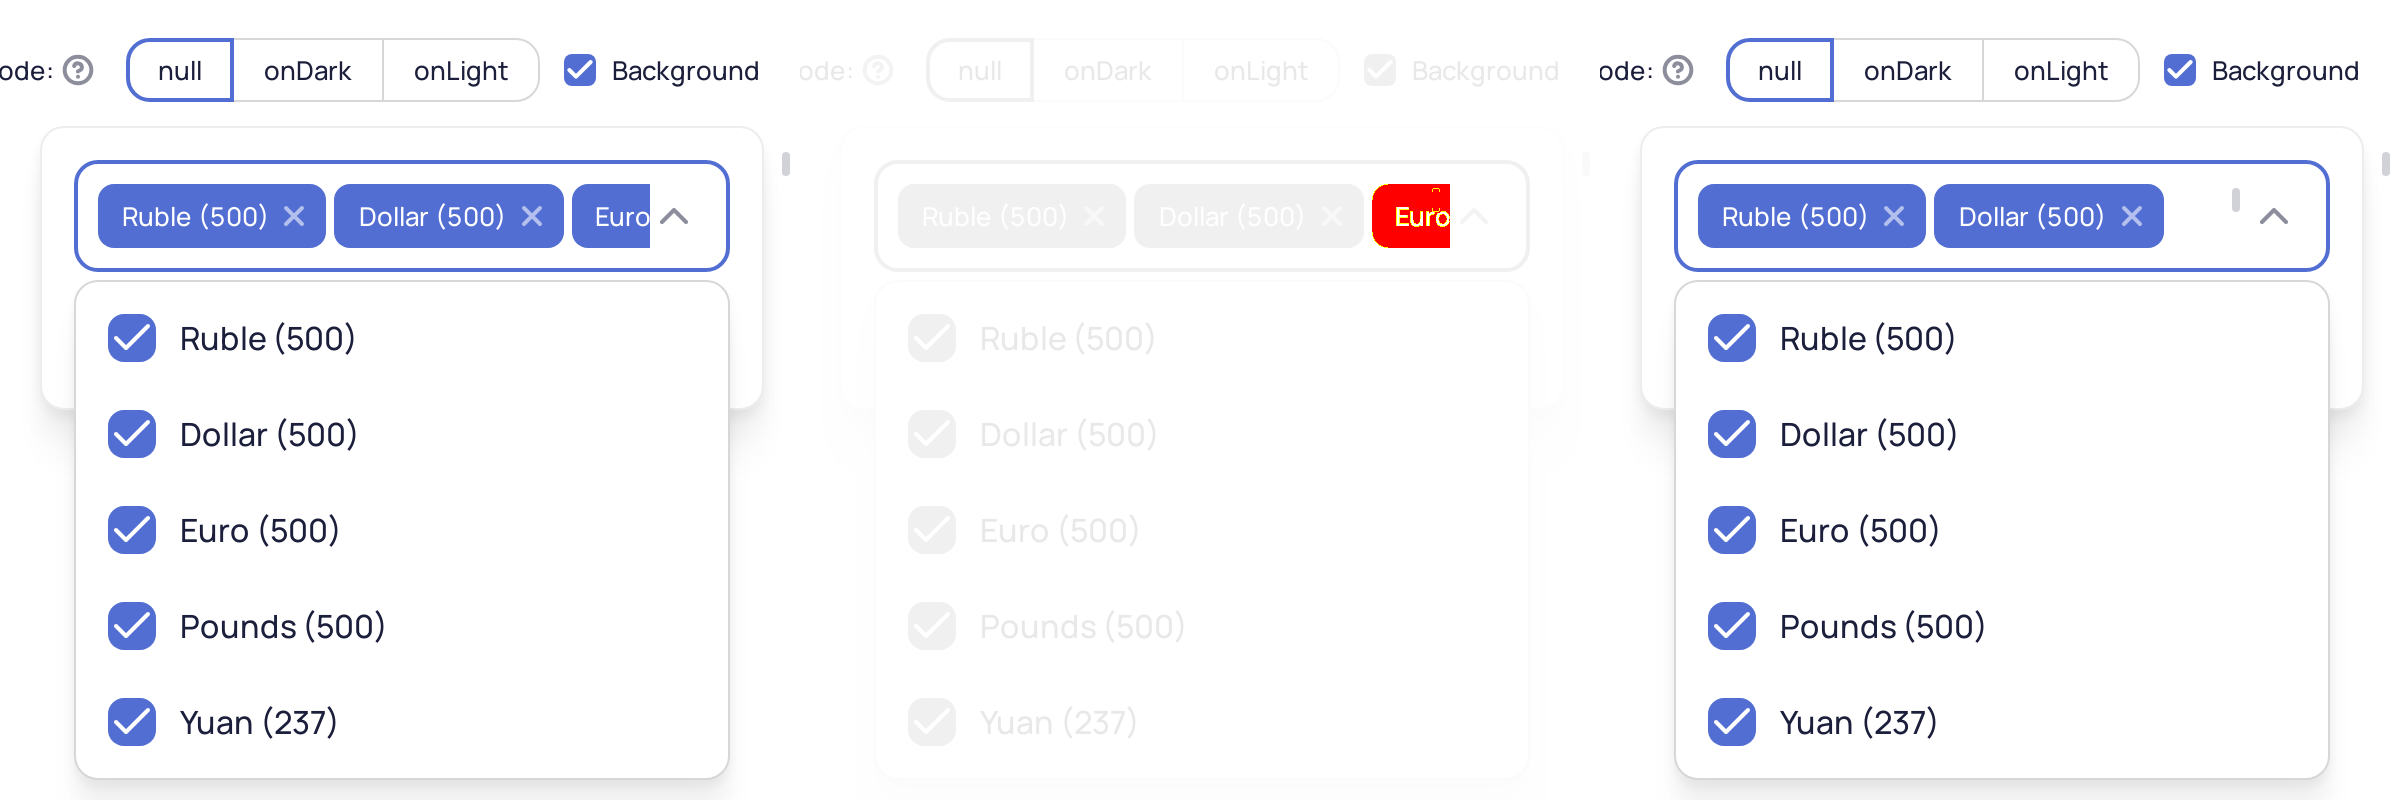 ode: null onDark onLight Background
Ruble (500) Dollar (500) Euro
Ruble (500)
Dollar (500)
Euro (500)
Pounds (500)
Yuan (237)
ode: null onDark onLight Background
Ruble (500) Dollar (500) Euro
Ruble (500)
Dollar (500)
Euro (500)
Pounds (500)
Yuan (237)
ode: null onDark onLight Background
Ruble (500) Dollar (500)
Ruble (500)
Dollar (500)
Euro (500)
Pounds (500)
Yuan (237)